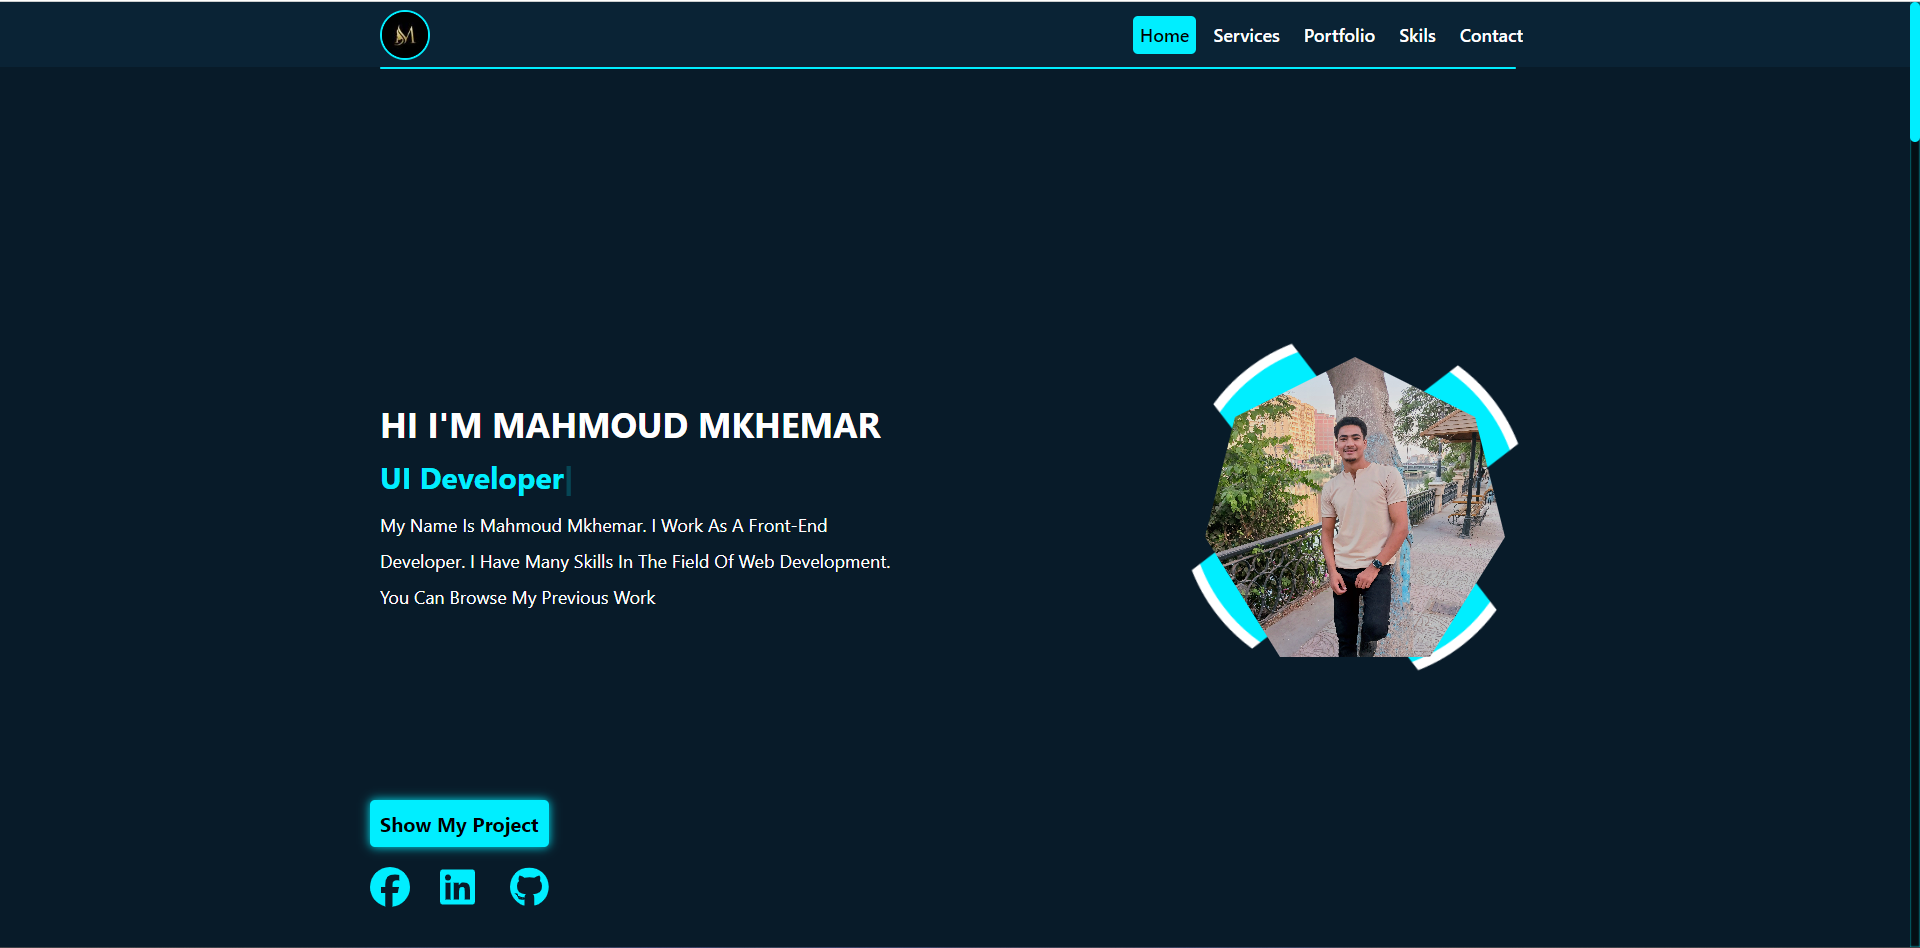 M
Home Services Portfolio Skils Contact
HI I'M MAHMOUD MKHEMAR
UI Developer
My Name Is Mahmoud Mkhemar. I Work As A Front-End
Developer. I Have Many Skills In The Field Of Web Development.
You Can Browse My Previous Work
Show My Project
in